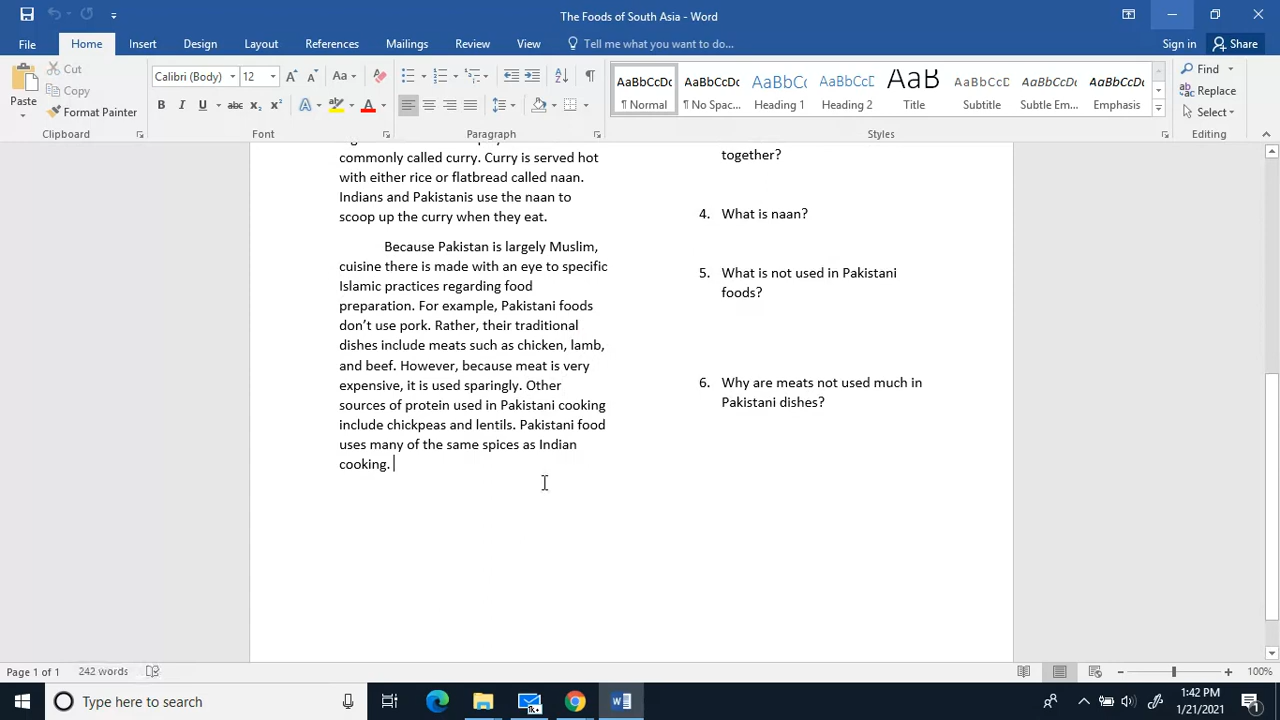 The Foods of South Asia - Word
File Home Insert Design Layout References Mailings Review View Tell me what you want to do... Sign in Share
Paste
Cut
Copy
Format Painter
Clipboard
Calibri (Body) 12
Font
Paragraph
AaBbCcDc AaBbCcDc AaBbCc AaBbCcD AaB AaBbCcD AaBbCcDc AaBbCcDc
¶ Normal ¶ No Spac... Heading 1 Heading 2 Title Subtitle Subtle Em... Emphasis
Styles
Find
Replace
Select
Editing
commonly called curry. Curry is served hot
with either rice or flatbread called naan.
Indians and Pakistanis use the naan to
scoop up the curry when they eat.
Because Pakistan is largely Muslim,
cuisine there is made with an eye to specific
Islamic practices regarding food
preparation. For example, Pakistani foods
don’t use pork. Rather, their traditional
dishes include meats such as chicken, lamb,
and beef. However, because meat is very
expensive, it is used sparingly. Other
sources of protein used in Pakistani cooking
include chickpeas and lentils. Pakistani food
uses many of the same spices as Indian
cooking.
together?
4. What is naan?
5. What is not used in Pakistani
foods?
6. Why are meats not used much in
Pakistani dishes?
Page 1 of 1 242 words 100%
Type here to search
1:42 PM
1/21/2021